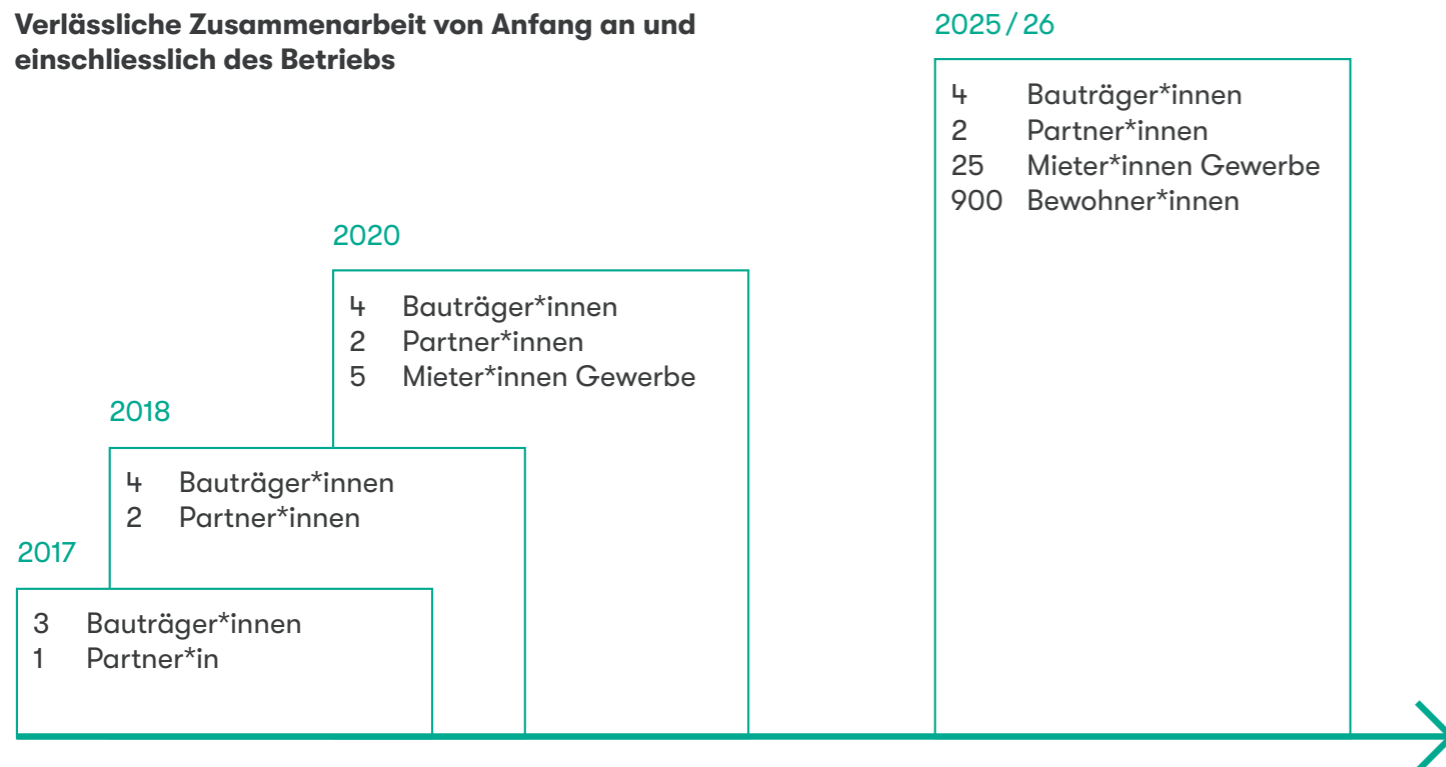 Verlässliche Zusammenarbeit von Anfang an und
einschliesslich des Betriebs
2017
3 Bauträger*innen
1 Partner*in
2018
4 Bauträger*innen
2 Partner*innen
2020
4 Bauträger*innen
2 Partner*innen
5 Mieter*innen Gewerbe
2025/26
4 Bauträger*innen
2 Partner*innen
25 Mieter*innen Gewerbe
900 Bewohner*innen